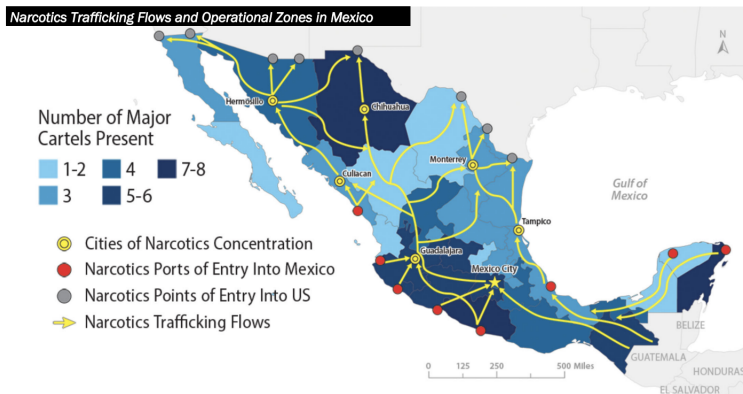 Narcotics Trafficking Flows and Operational Zones in Mexico
N
Hermosillo
Chihuahua
Number of Major
Cartels Present
1-2
4
7-8
3
5-6
Monterrey
Culiacan
Gulf of
Mexico
Tampico
Cities of Narcotics Concentration
Guadalajara
Narcotics Ports of Entry Into Mexico
Mexico City
Narcotics Points of Entry Into US
Narcotics Trafficking Flows
BELIZE
GUATEMALA
0 125 250 500 Miles
HONDURAS
EL SALVADOR